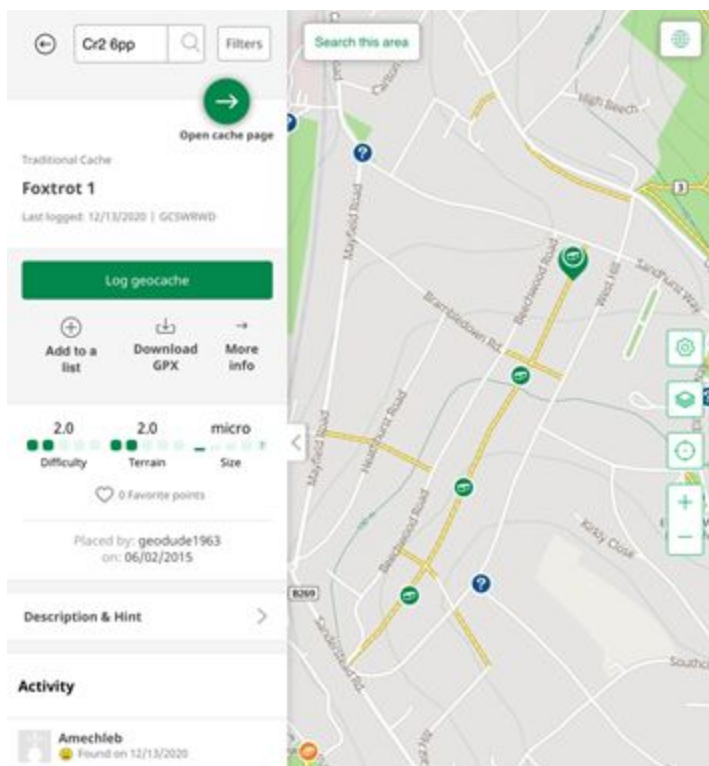 Cr2 6pp
Filters
Open cache page
Traditional Cache
Foxtrot 1
Last logged: 12/13/2020 | GC5WRWD
Log geocache
Add to a list
Download GPX
More info
2.0
2.0
micro
Difficulty
Terrain
Size
0 Favorite points
Placed by: geodude1963
on: 06/02/2015
Description & Hint
Activity
Amechleb
Found on 12/13/2020
Search this area
High Beech
3
Mayfield Road
Beechwood Road
West Hill
Sandhurst Way
Brambledown Rd.
Mayfield Road
Heathhurst Road
Beechwood Road
Kirkly Close
B269
Sanderstead Rd.